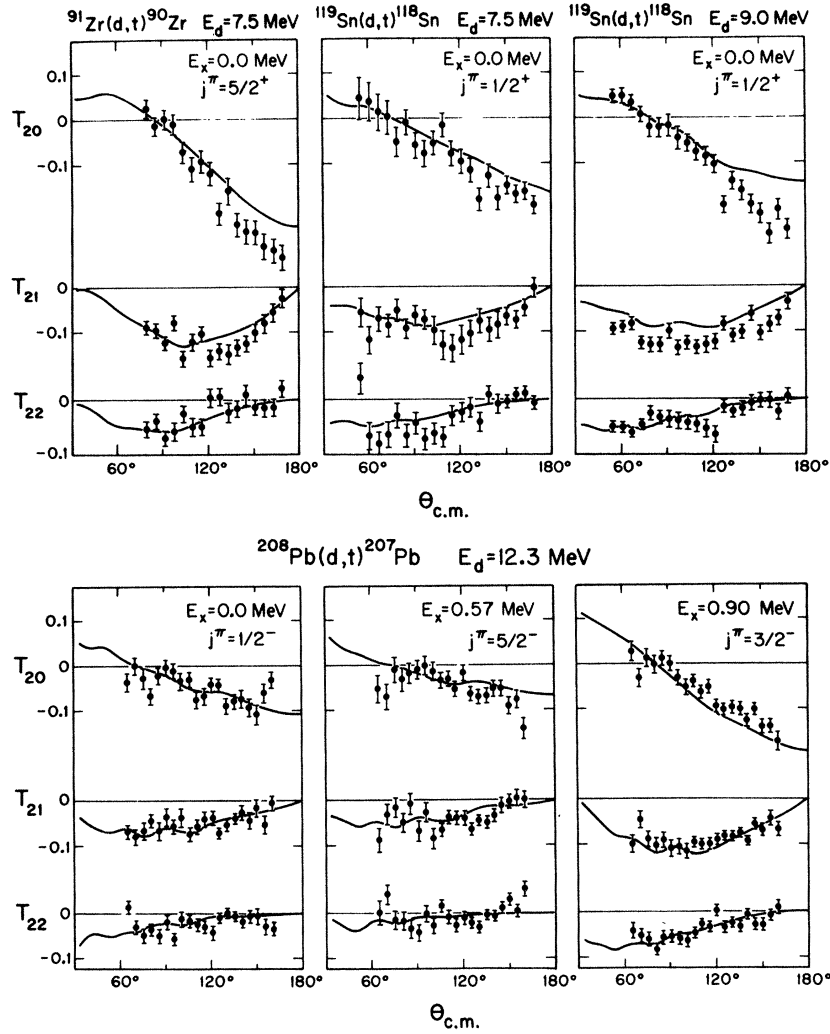 ⁹¹Zr(d,t)⁹⁰Zr E_d=7.5 MeV
¹¹⁹Sn(d,t)¹¹⁸Sn E_d=7.5 MeV
¹¹⁹Sn(d,t)¹¹⁸Sn E_d=9.0 MeV
E_x=0.0 MeV
j^π=5/2⁺
E_x=0.0 MeV
j^π=1/2⁺
E_x=0.0 MeV
j^π=1/2⁺
0.1
T₂₀ 0
-0.1
T₂₁ 0
-0.1
T₂₂ 0
-0.1
60° 120° 180° 60° 120° 180° 60° 120° 180°
θ_c.m.
²⁰⁸Pb(d,t)²⁰⁷Pb E_d=12.3 MeV
E_x=0.0 MeV
j^π=1/2⁻
E_x=0.57 MeV
j^π=5/2⁻
E_x=0.90 MeV
j^π=3/2⁻
0.1
T₂₀ 0
-0.1
T₂₁ 0
-0.1
T₂₂ 0
-0.1
60° 120° 180° 60° 120° 180° 60° 120° 180°
θ_c.m.